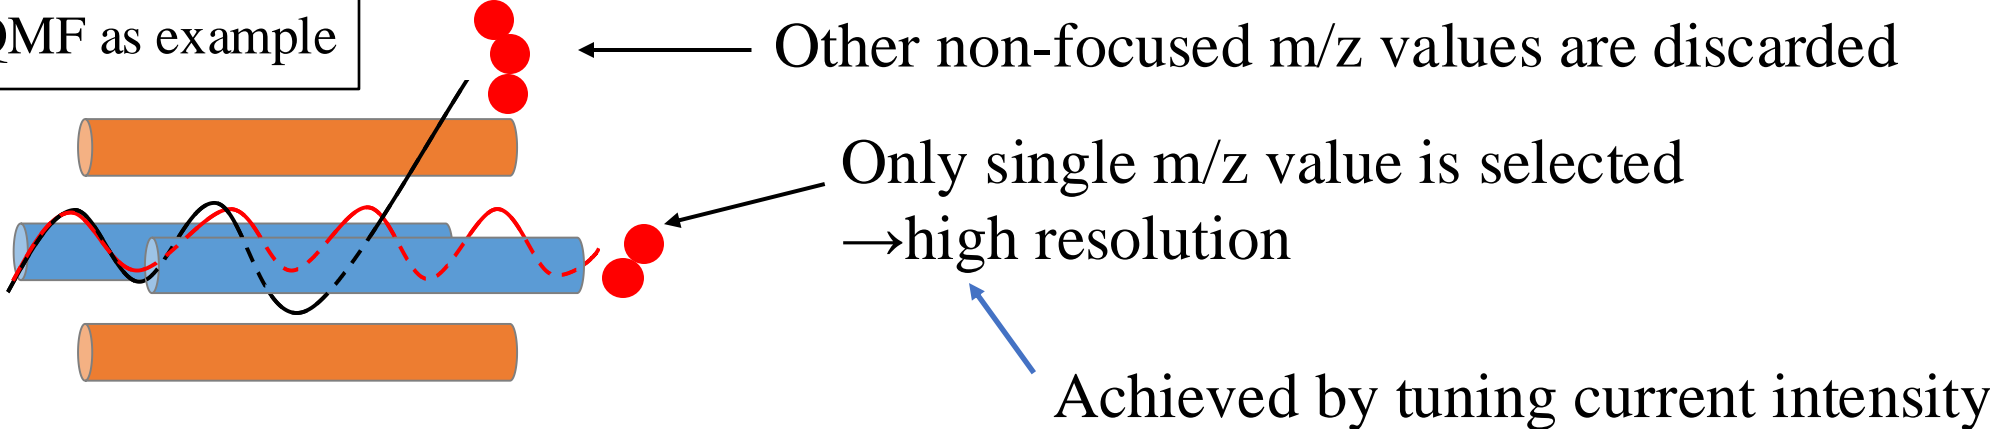 QMF as example
Other non-focused m/z values are discarded
Only single m/z value is selected
→high resolution
Achieved by tuning current intensity